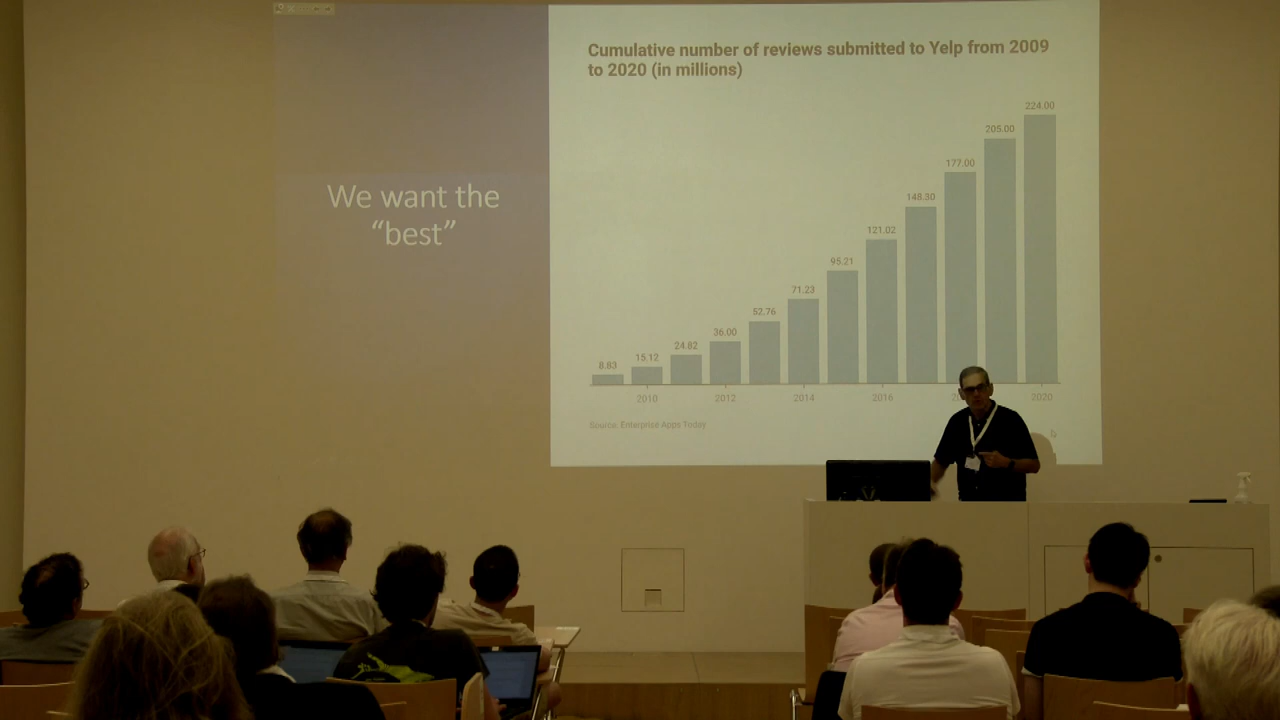 We want the
“best”
Cumulative number of reviews submitted to Yelp from 2009
to 2020 (in millions)
224.00
205.00
177.00
148.30
121.02
95.21
71.23
52.76
36.00
24.82
15.12
8.83
2010 2012 2014 2016 2020
Source: Enterprise Apps Today